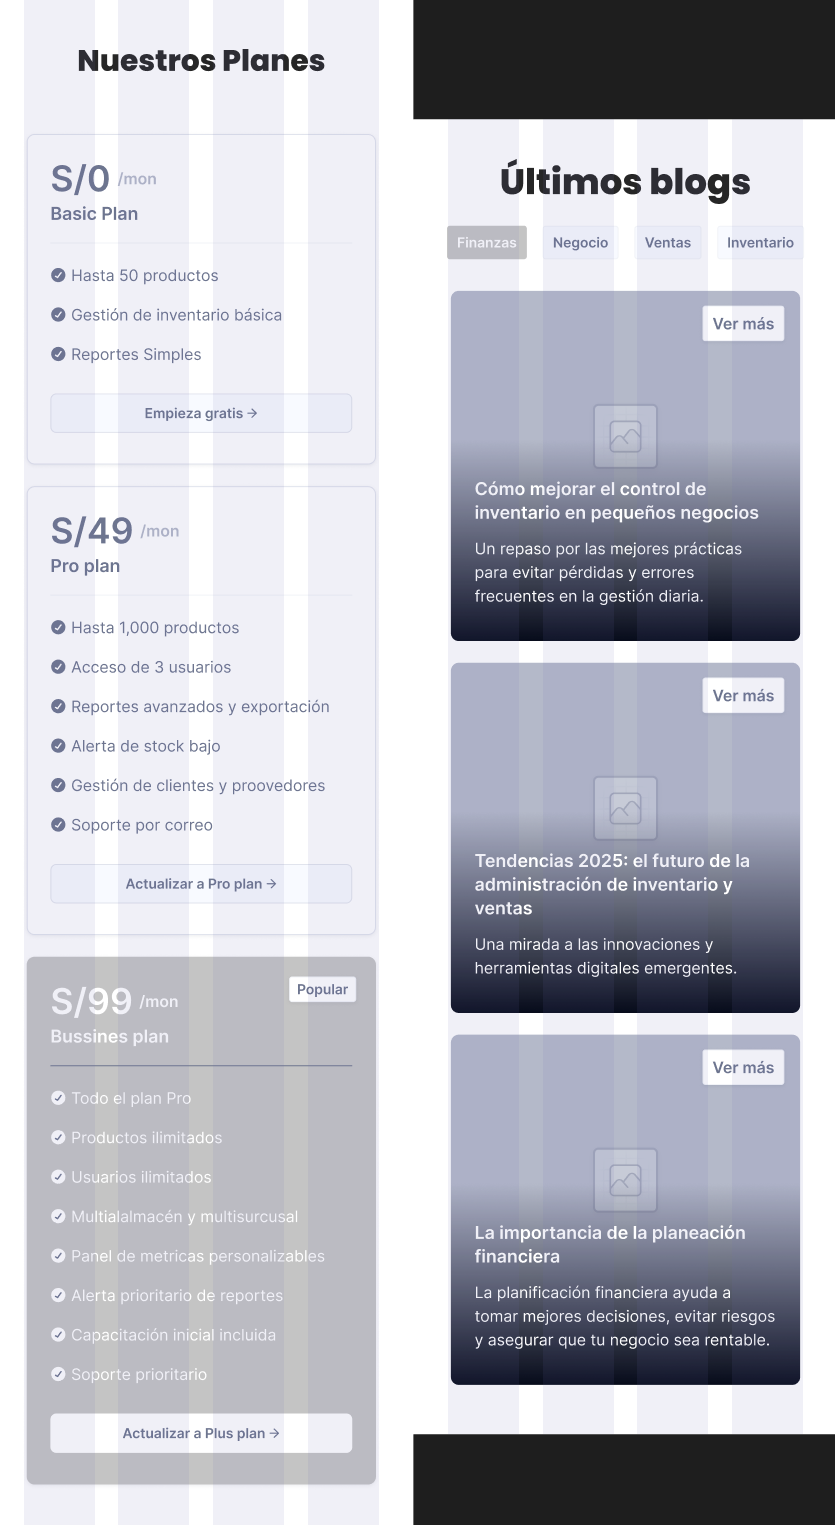 Nuestros Planes
S/0 /mon
Basic Plan
Hasta 50 productos
Gestión de inventario básica
Reportes Simples
Empieza gratis →
S/49 /mon
Pro plan
Hasta 1,000 productos
Acceso de 3 usuarios
Reportes avanzados y exportación
Alerta de stock bajo
Gestión de clientes y proovedores
Soporte por correo
Actualizar a Pro plan →
S/99 /mon
Popular
Bussines plan
Todo el plan Pro
Productos ilimitados
Usuarios ilimitados
Multialalmacén y multisurcusal
Panel de metricas personalizables
Alerta prioritario de reportes
Capacitación inicial incluida
Soporte prioritario
Actualizar a Plus plan →
Últimos blogs
Finanzas Negocio Ventas Inventario
Ver más
Cómo mejorar el control de
inventario en pequeños negocios
Un repaso por las mejores prácticas
para evitar pérdidas y errores
frecuentes en la gestión diaria.
Ver más
Tendencias 2025: el futuro de la
administración de inventario y
ventas
Una mirada a las innovaciones y
herramientas digitales emergentes.
Ver más
La importancia de la planeación
financiera
La planificación financiera ayuda a
tomar mejores decisiones, evitar riesgos
y asegurar que tu negocio sea rentable.